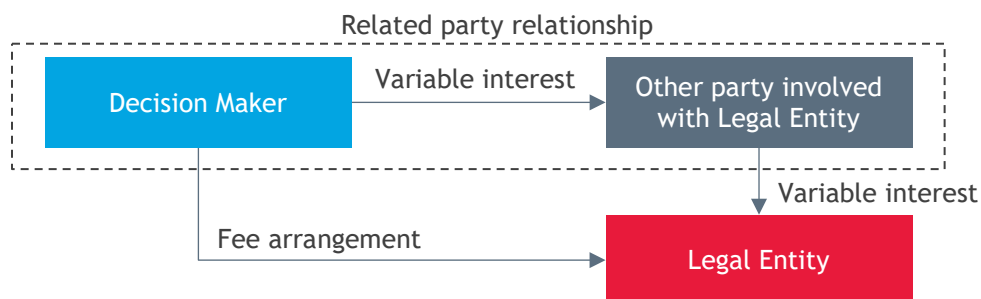 Related party relationship
Decision Maker
Variable interest
Other party involved
with Legal Entity
Variable interest
Fee arrangement
Legal Entity